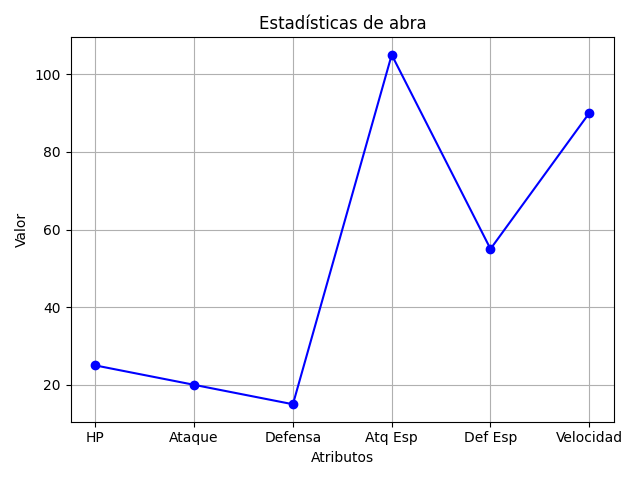 Estadísticas de abra
Valor
100
80
60
40
20
HP Ataque Defensa Atq Esp Def Esp Velocidad
Atributos